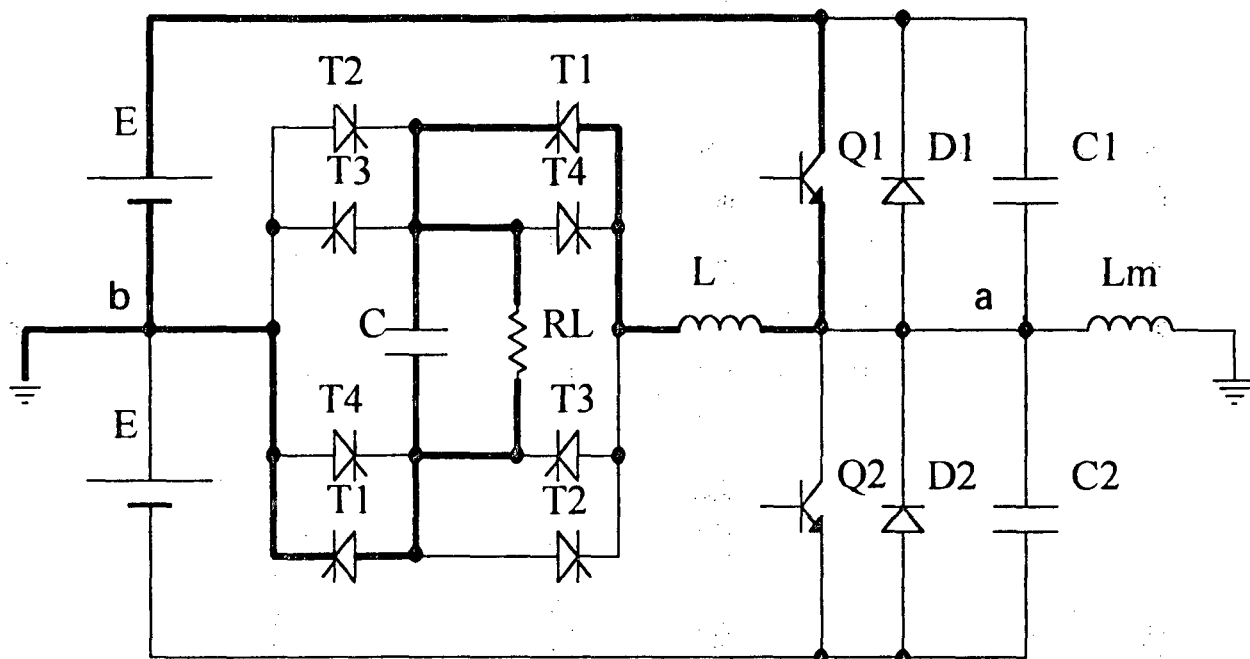 T2 T1
E
T3 T4 Q1 D1 C1
b L a Lm
C RL
T4 T3
E
T1 T2 Q2 D2 C2